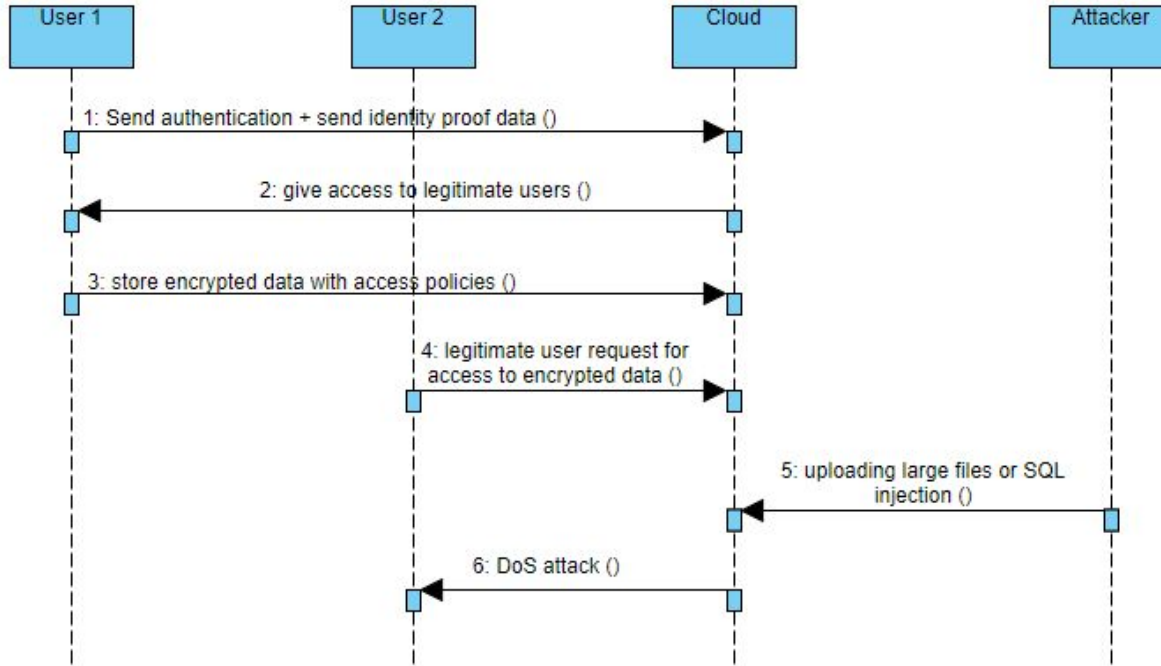 User 1
User 2
Cloud
Attacker
1: Send authentication + send identity proof data ()
2: give access to legitimate users ()
3: store encrypted data with access policies ()
4: legitimate user request for
access to encrypted data ()
5: uploading large files or SQL
injection ()
6: DoS attack ()